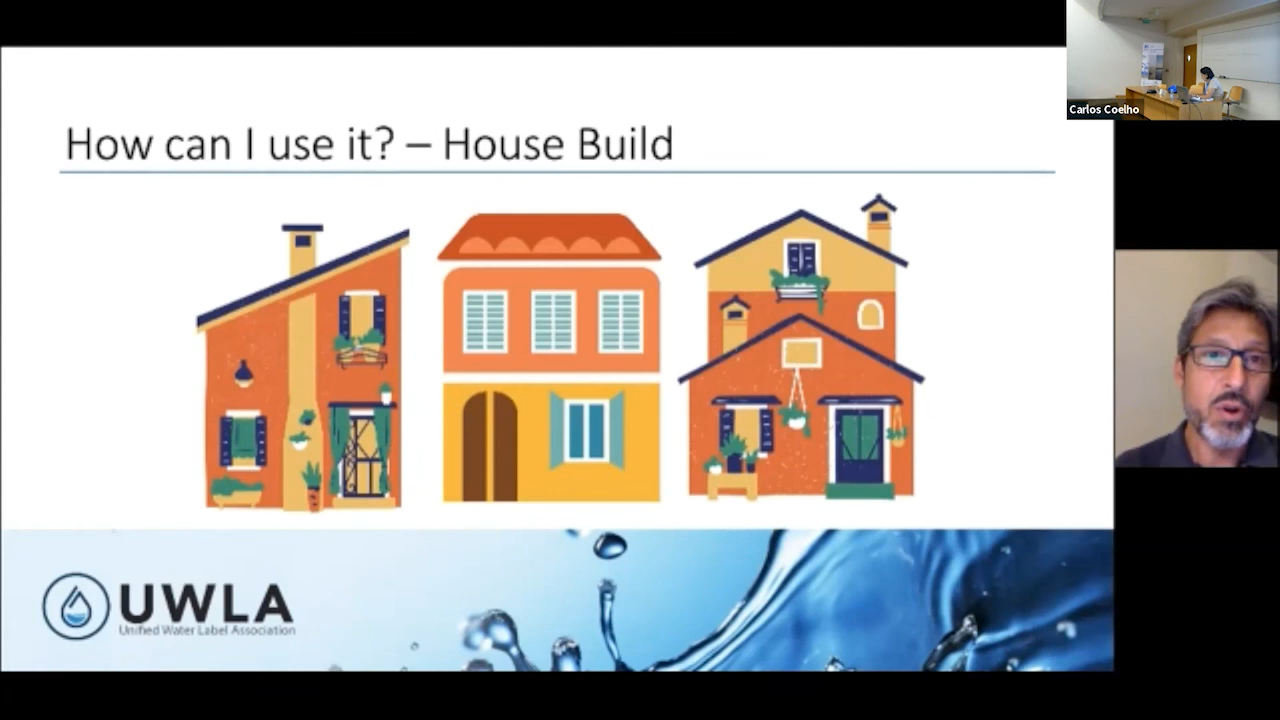 Carlos Coelho
How can I use it? – House Build
UWLA
Unified Water Label Association